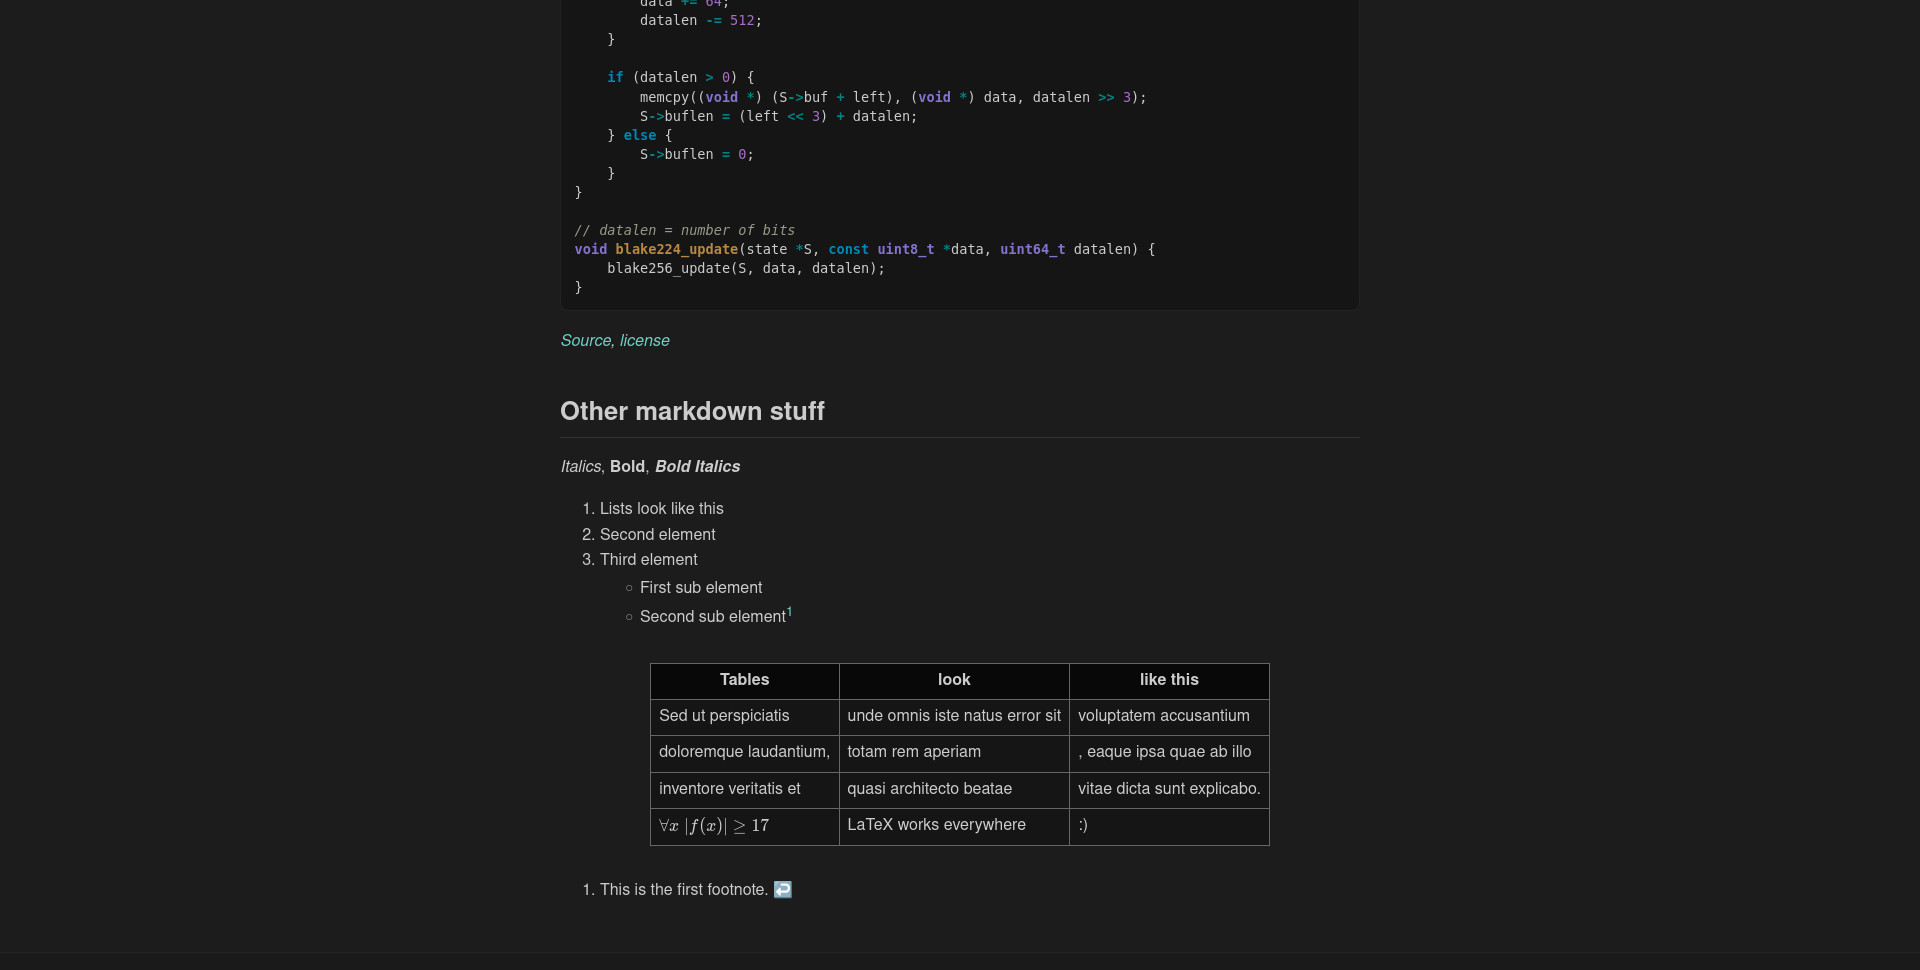 data += 64;
datalen -= 512;
}
if (datalen > 0) {
memcpy((void *) (S->buf + left), (void *) data, datalen >> 3);
S->buflen = (left << 3) + datalen;
} else {
S->buflen = 0;
}
}
// datalen = number of bits
void blake224_update(state *S, const uint8_t *data, uint64_t datalen) {
blake256_update(S, data, datalen);
}
Source, license
Other markdown stuff
Italics, Bold, Bold Italics
1. Lists look like this
2. Second element
3. Third element
○ First sub element
○ Second sub element¹
Tables look like this
Sed ut perspiciatis unde omnis iste natus error sit voluptatem accusantium
doloremque laudantium, totam rem aperiam , eaque ipsa quae ab illo
inventore veritatis et quasi architecto beatae vitae dicta sunt explicabo.
∀x |f(x)| ≥ 17 LaTeX works everywhere :)
1. This is the first footnote. ↩️